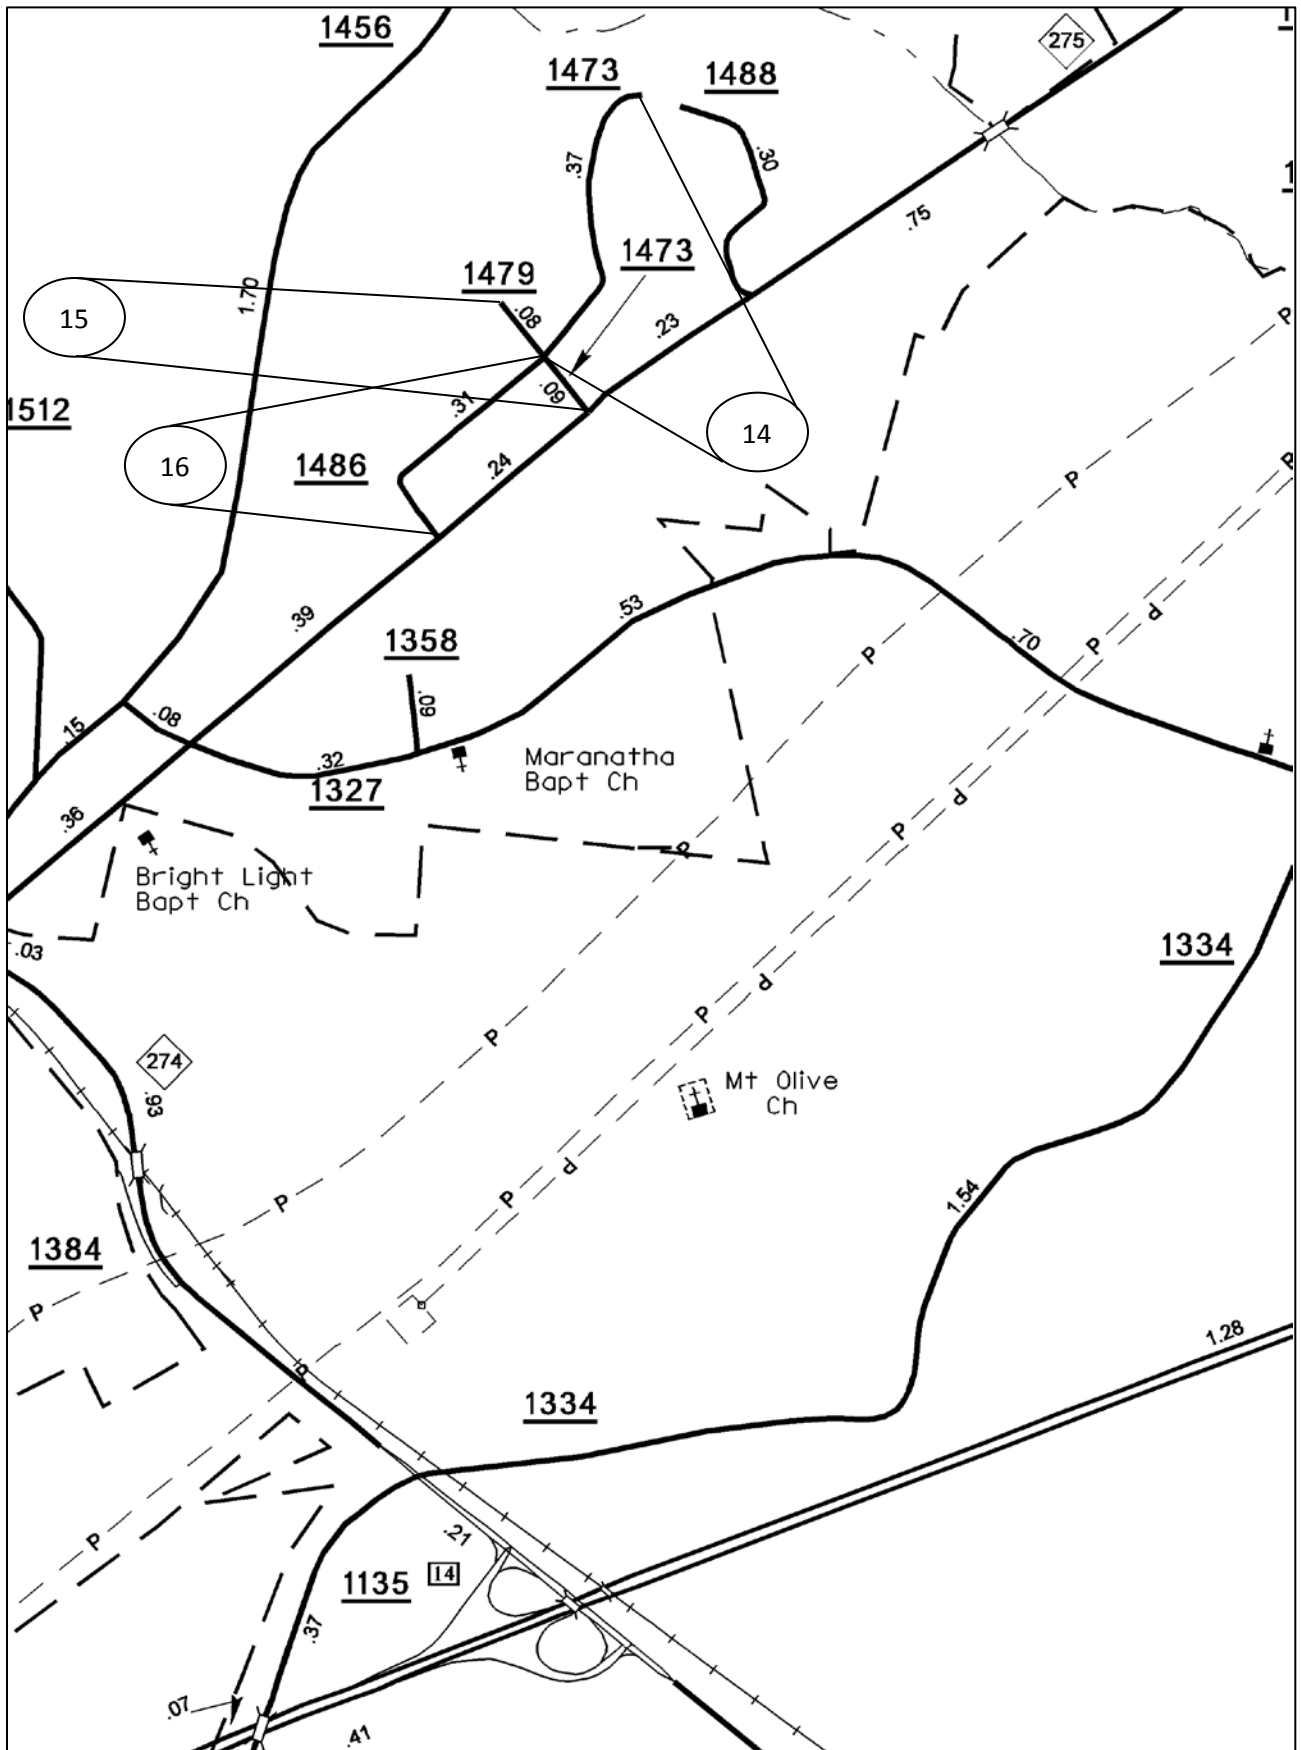 1456
275
1473
1488
.37
.30
.75
1473
1479
1.70
.08
.23
15
P
.09
.31
1512
14
16
1486
.24
P
P
.39
.53
P
1358
.70
P
P
.09
.15
.08
.32
Maranatha
Bapt Ch
1327
.36
P
P
P
Bright Light
Bapt Ch
.03
1334
P
P
P
274
.93
Mt Olive
Ch
P
P
P
1.54
1384
P
1.28
P
1334
P
.21
1135
14
.37
.07
.41